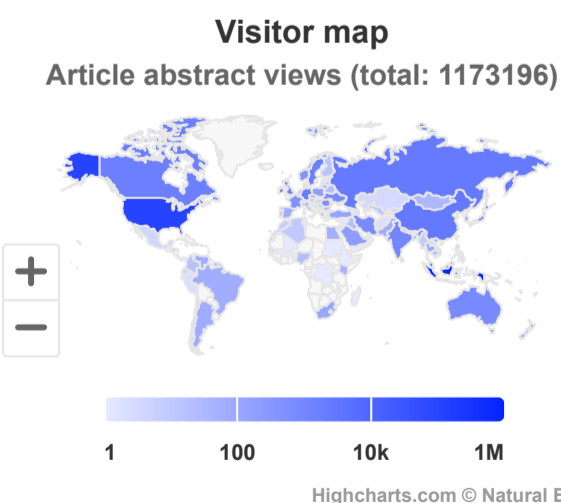 Visitor map
Article abstract views (total: 1173196)
+
−
1 100 10k 1M
Highcharts.com © Natural